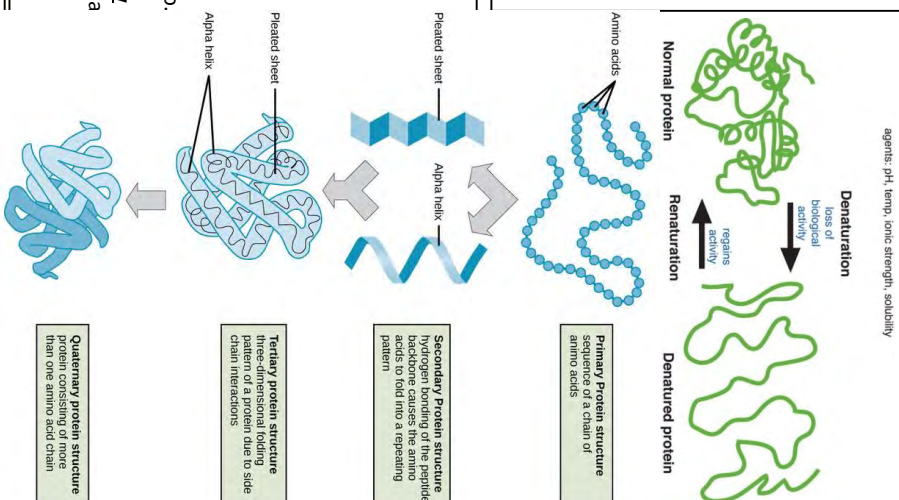 agents: pH, temp, ionic strength, solubility
Denaturation
loss of
biological
activity
Normal protein
Denatured protein
regains
activity
Renaturation
Amino acids
Primary Protein structure
sequence of a chain of
animo acids
Pleated sheet
Alpha helix
Secondary Protein structure
hydrogen bonding of the peptide
backbone causes the amino
acids to fold into a repeating
pattern
Pleated sheet
Alpha helix
Tertiary protein structure
three-dimensional folding
pattern of a protein due to side
chain interactions
Quaternary protein structure
protein consisting of more
than one amino acid chain